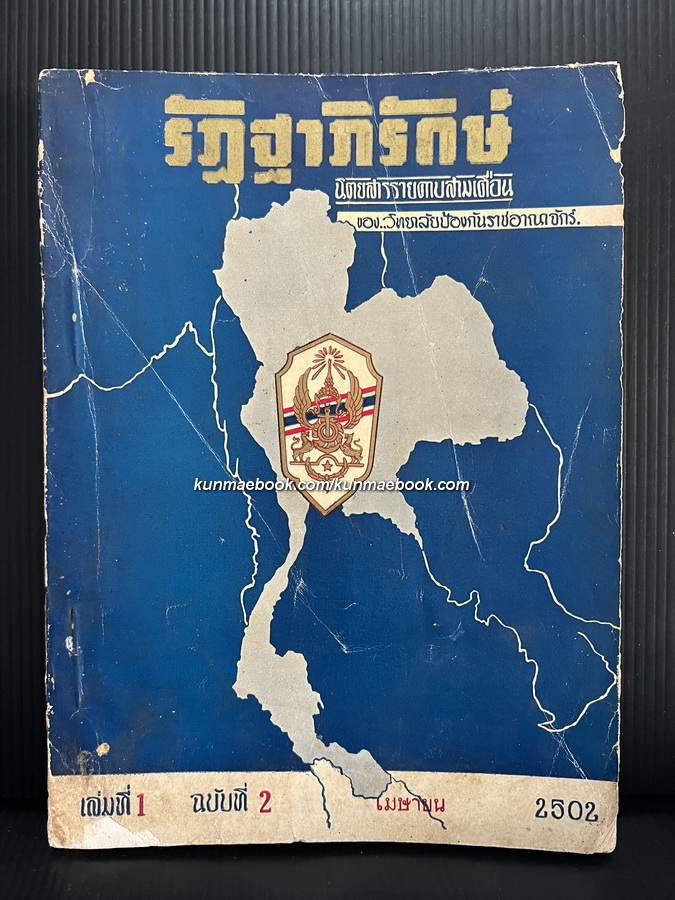 รัฏฐาภิรักษ์
นิตยสารรายคาบสามเดือน
ของ..วิทยาลัยป้องกันราชอาณาจักร์.
kunmaebook.com/kunmaebook.com
เล่มที่ 1 ฉบับที่ 2 เมษายน 2502